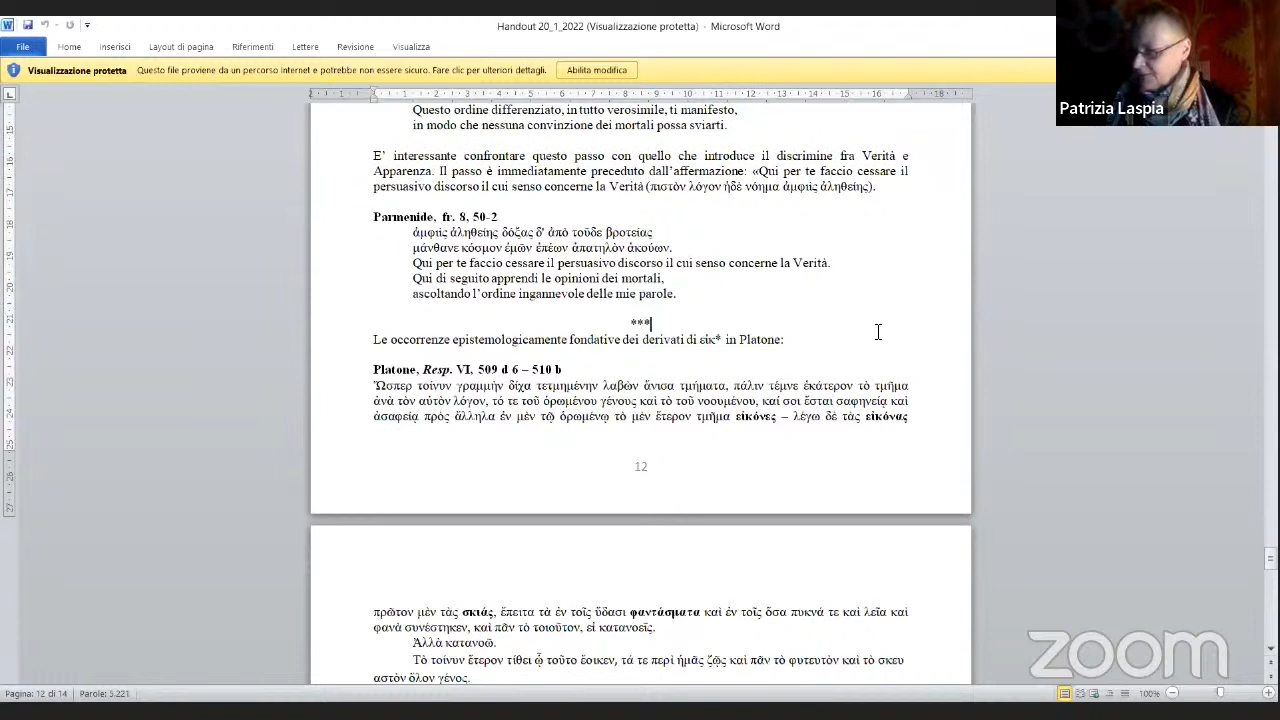 Handout 20_1_2022 (Visualizzazione protetta) - Microsoft Word
File Home Inserisci Layout di pagina Riferimenti Lettere Revisione Visualizza
Visualizzazione protetta Questo file proviene da un percorso Internet e potrebbe non essere sicuro. Fare clic per ulteriori dettagli. Abilita modifica
Patrizia Laspia
Questo ordine differenziato, in tutto verosimile, ti manifesto,
in modo che nessuna convinzione dei mortali possa sviarti.
E' interessante confrontare questo passo con quello che introduce il discrimine fra Verità e
Apparenza. Il passo è immediatamente preceduto dall'affermazione: «Qui per te faccio cessare il
persuasivo discorso il cui senso concerne la Verità (πιστὸν λόγον ἠδὲ νόημα ἀμφὶς ἀληθείης).
Parmenide, fr. 8, 50-2
ἀμφὶς ἀληθείης δόξας δ' ἀπὸ τοῦδε βροτείας
μάνθανε κόσμον ἐμῶν ἐπέων ἀπατηλὸν ἀκούων.
Qui per te faccio cessare il persuasivo discorso il cui senso concerne la Verità.
Qui di seguito apprendi le opinioni dei mortali,
ascoltando l'ordine ingannevole delle mie parole.
***
Le occorrenze epistemologicamente fondative dei derivati di εἰκ* in Platone:
Platone, Resp. VI, 509 d 6 – 510 b
Ὥσπερ τοίνυν γραμμὴν δίχα τετμημένην λαβὼν ἄνισα τμήματα, πάλιν τέμνε ἑκάτερον τὸ τμῆμα
ἀνὰ τὸν αὐτὸν λόγον, τό τε τοῦ ὁρωμένου γένους καὶ τὸ τοῦ νοουμένου, καί σοι ἔσται σαφηνείᾳ καὶ
ἀσαφείᾳ πρὸς ἄλληλα ἐν μὲν τῷ ὁρωμένῳ τὸ μὲν ἕτερον τμῆμα εἰκόνες – λέγω δὲ τὰς εἰκόνας
12
πρῶτον μὲν τὰς σκιάς, ἔπειτα τὰ ἐν τοῖς ὕδασι φαντάσματα καὶ ἐν τοῖς ὅσα πυκνά τε καὶ λεῖα καὶ
φανὰ συνέστηκεν, καὶ πᾶν τὸ τοιοῦτον, εἰ κατανοεῖς.
Ἀλλὰ κατανοῶ.
Τὸ τοίνυν ἕτερον τίθει ᾧ τοῦτο ἔοικεν, τά τε περὶ ἡμᾶς ζῷς καὶ πᾶν τὸ φυτευτὸν καὶ τὸ σκευ
αστὸν ὅλον γένος.
zoom
Pagina: 12 di 14 Parole: 5.221 100%